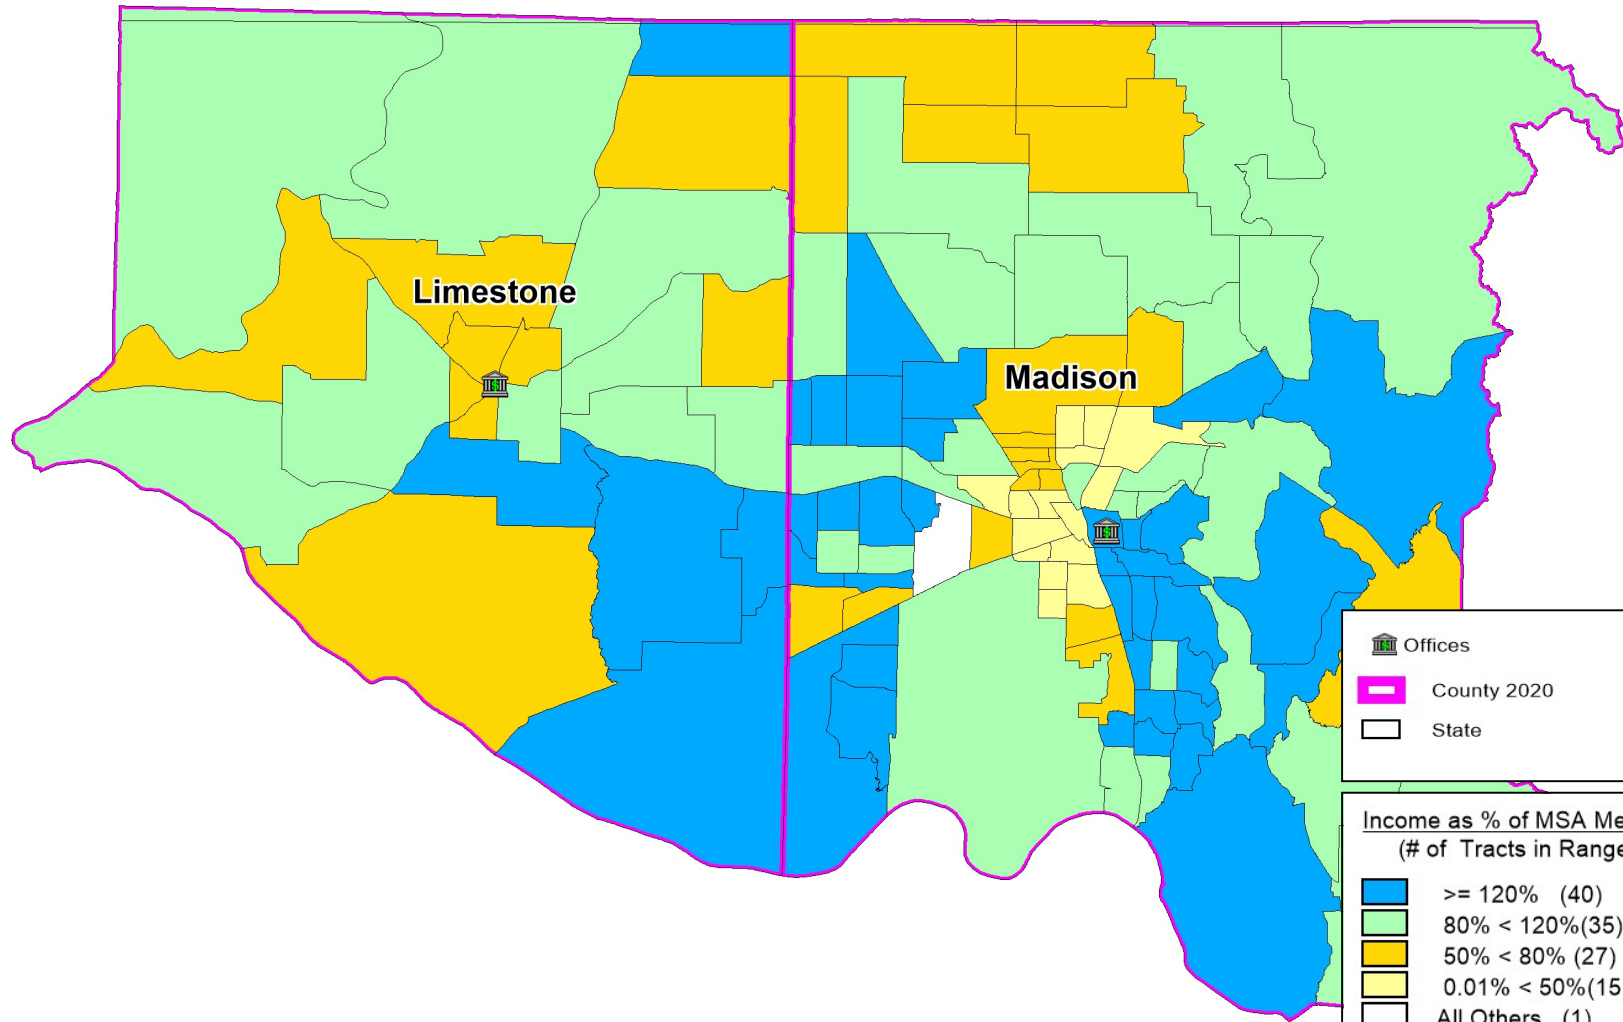 Limestone
Madison
Offices
County 2020
State
Income as % of MSA Me
(# of Tracts in Range
>= 120% (40)
80% < 120%(35)
50% < 80% (27)
0.01% < 50%(15
All Others (1)